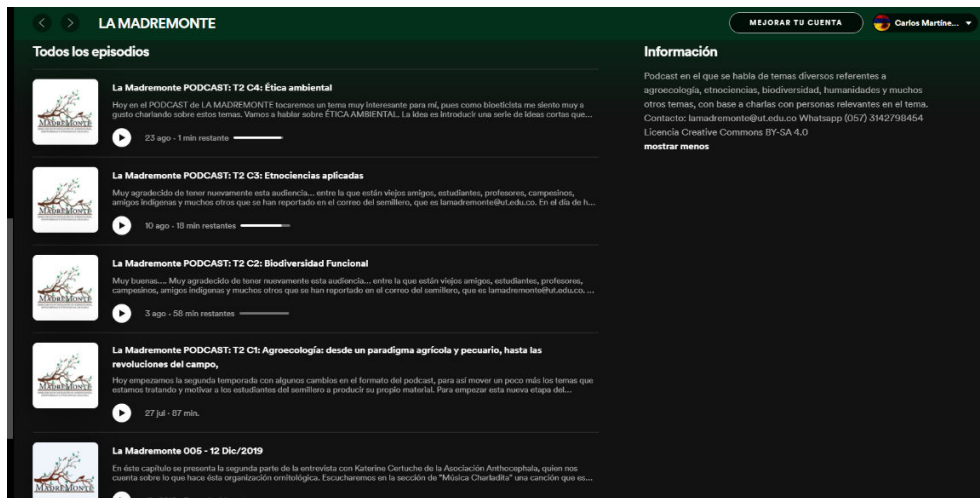 LA MADREMONTE
MEJORAR TU CUENTA
Carlos Martíne...
Todos los episodios
La Madremonte PODCAST: T2 C4: Ética ambiental
Hoy en el PODCAST de LA MADREMONTE tocaremos un tema muy interesante para mí, pues como bioeticista me siento muy a
gusto charlando sobre estos temas. Vamos a hablar sobre ÉTICA AMBIENTAL. La idea es introducir una serie de ideas cortas que...
23 ago - 1 min restante
La Madremonte PODCAST: T2 C3: Etnociencias aplicadas
Muy agradecido de tener nuevamente esta audiencia... entre la que están viejos amigos, estudiantes, profesores, campesinos,
amigos indígenas y muchos otros que se han reportado en el correo del semillero, que es lamadremonte@ut.edu.co. En el día de h...
10 ago - 18 min restantes
La Madremonte PODCAST: T2 C2: Biodiversidad Funcional
Muy buenas.... Muy agradecido de tener nuevamente esta audiencia... entre la que están viejos amigos, estudiantes, profesores,
campesinos, amigos indígenas y muchos otros que se han reportado en el correo del semillero, que es lamadremonte@ut.edu.co. ...
3 ago - 58 min restantes
La Madremonte PODCAST: T2 C1: Agroecología: desde un paradigma agrícola y pecuario, hasta las
revoluciones del campo,
Hoy empezamos la segunda temporada con algunos cambios en el formato del podcast, para así mover un poco más los temas que
estamos tratando y motivar a los estudiantes del semillero a producir su propio material. Para empezar esta nueva etapa del...
27 jul - 87 min.
La Madremonte 005 - 12 Dic/2019
En éste capítulo se presenta la segunda parte de la entrevista con Katerine Certuche de la Asociación Anthocephala, quien nos
cuenta sobre lo que hace ésta organización ornitológica. Escucharemos en la sección de "Música Charladita" una canción que es...
MADREMONTE
MADREMONTE
MADREMONTE
MADREMONTE
MADREMONTE
Información
Podcast en el que se habla de temas diversos referentes a
agroecología, etnociencias, biodiversidad, humanidades y muchos
otros temas, con base a charlas con personas relevantes en el tema.
Contacto: lamadremonte@ut.edu.co Whatsapp (057) 3142798454
Licencia Creative Commons BY-SA 4.0
mostrar menos